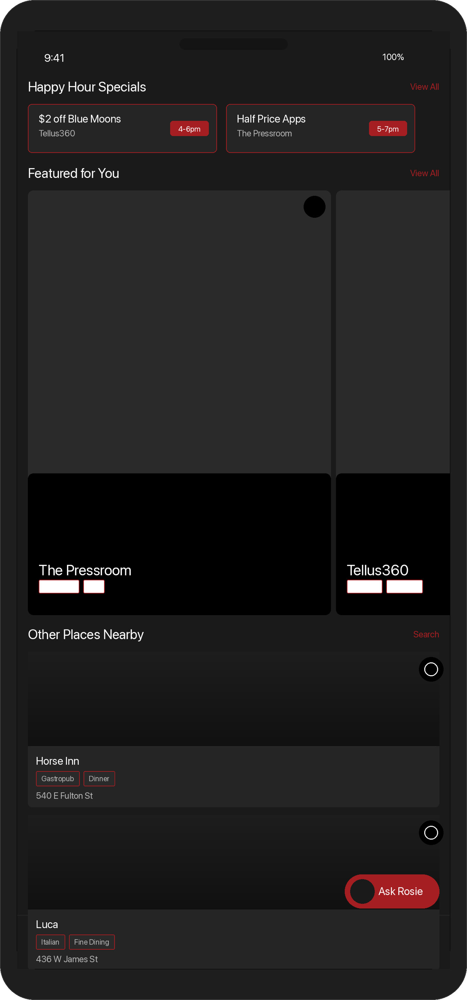 9:41
100%
Happy Hour Specials
View All
$2 off Blue Moons
Tellus360
4-6pm
Half Price Apps
The Pressroom
5-7pm
Featured for You
View All
The Pressroom
Tellus360
Other Places Nearby
Search
Horse Inn
Gastropub
Dinner
540 E Fulton St
Ask Rosie
Luca
Italian
Fine Dining
436 W James St